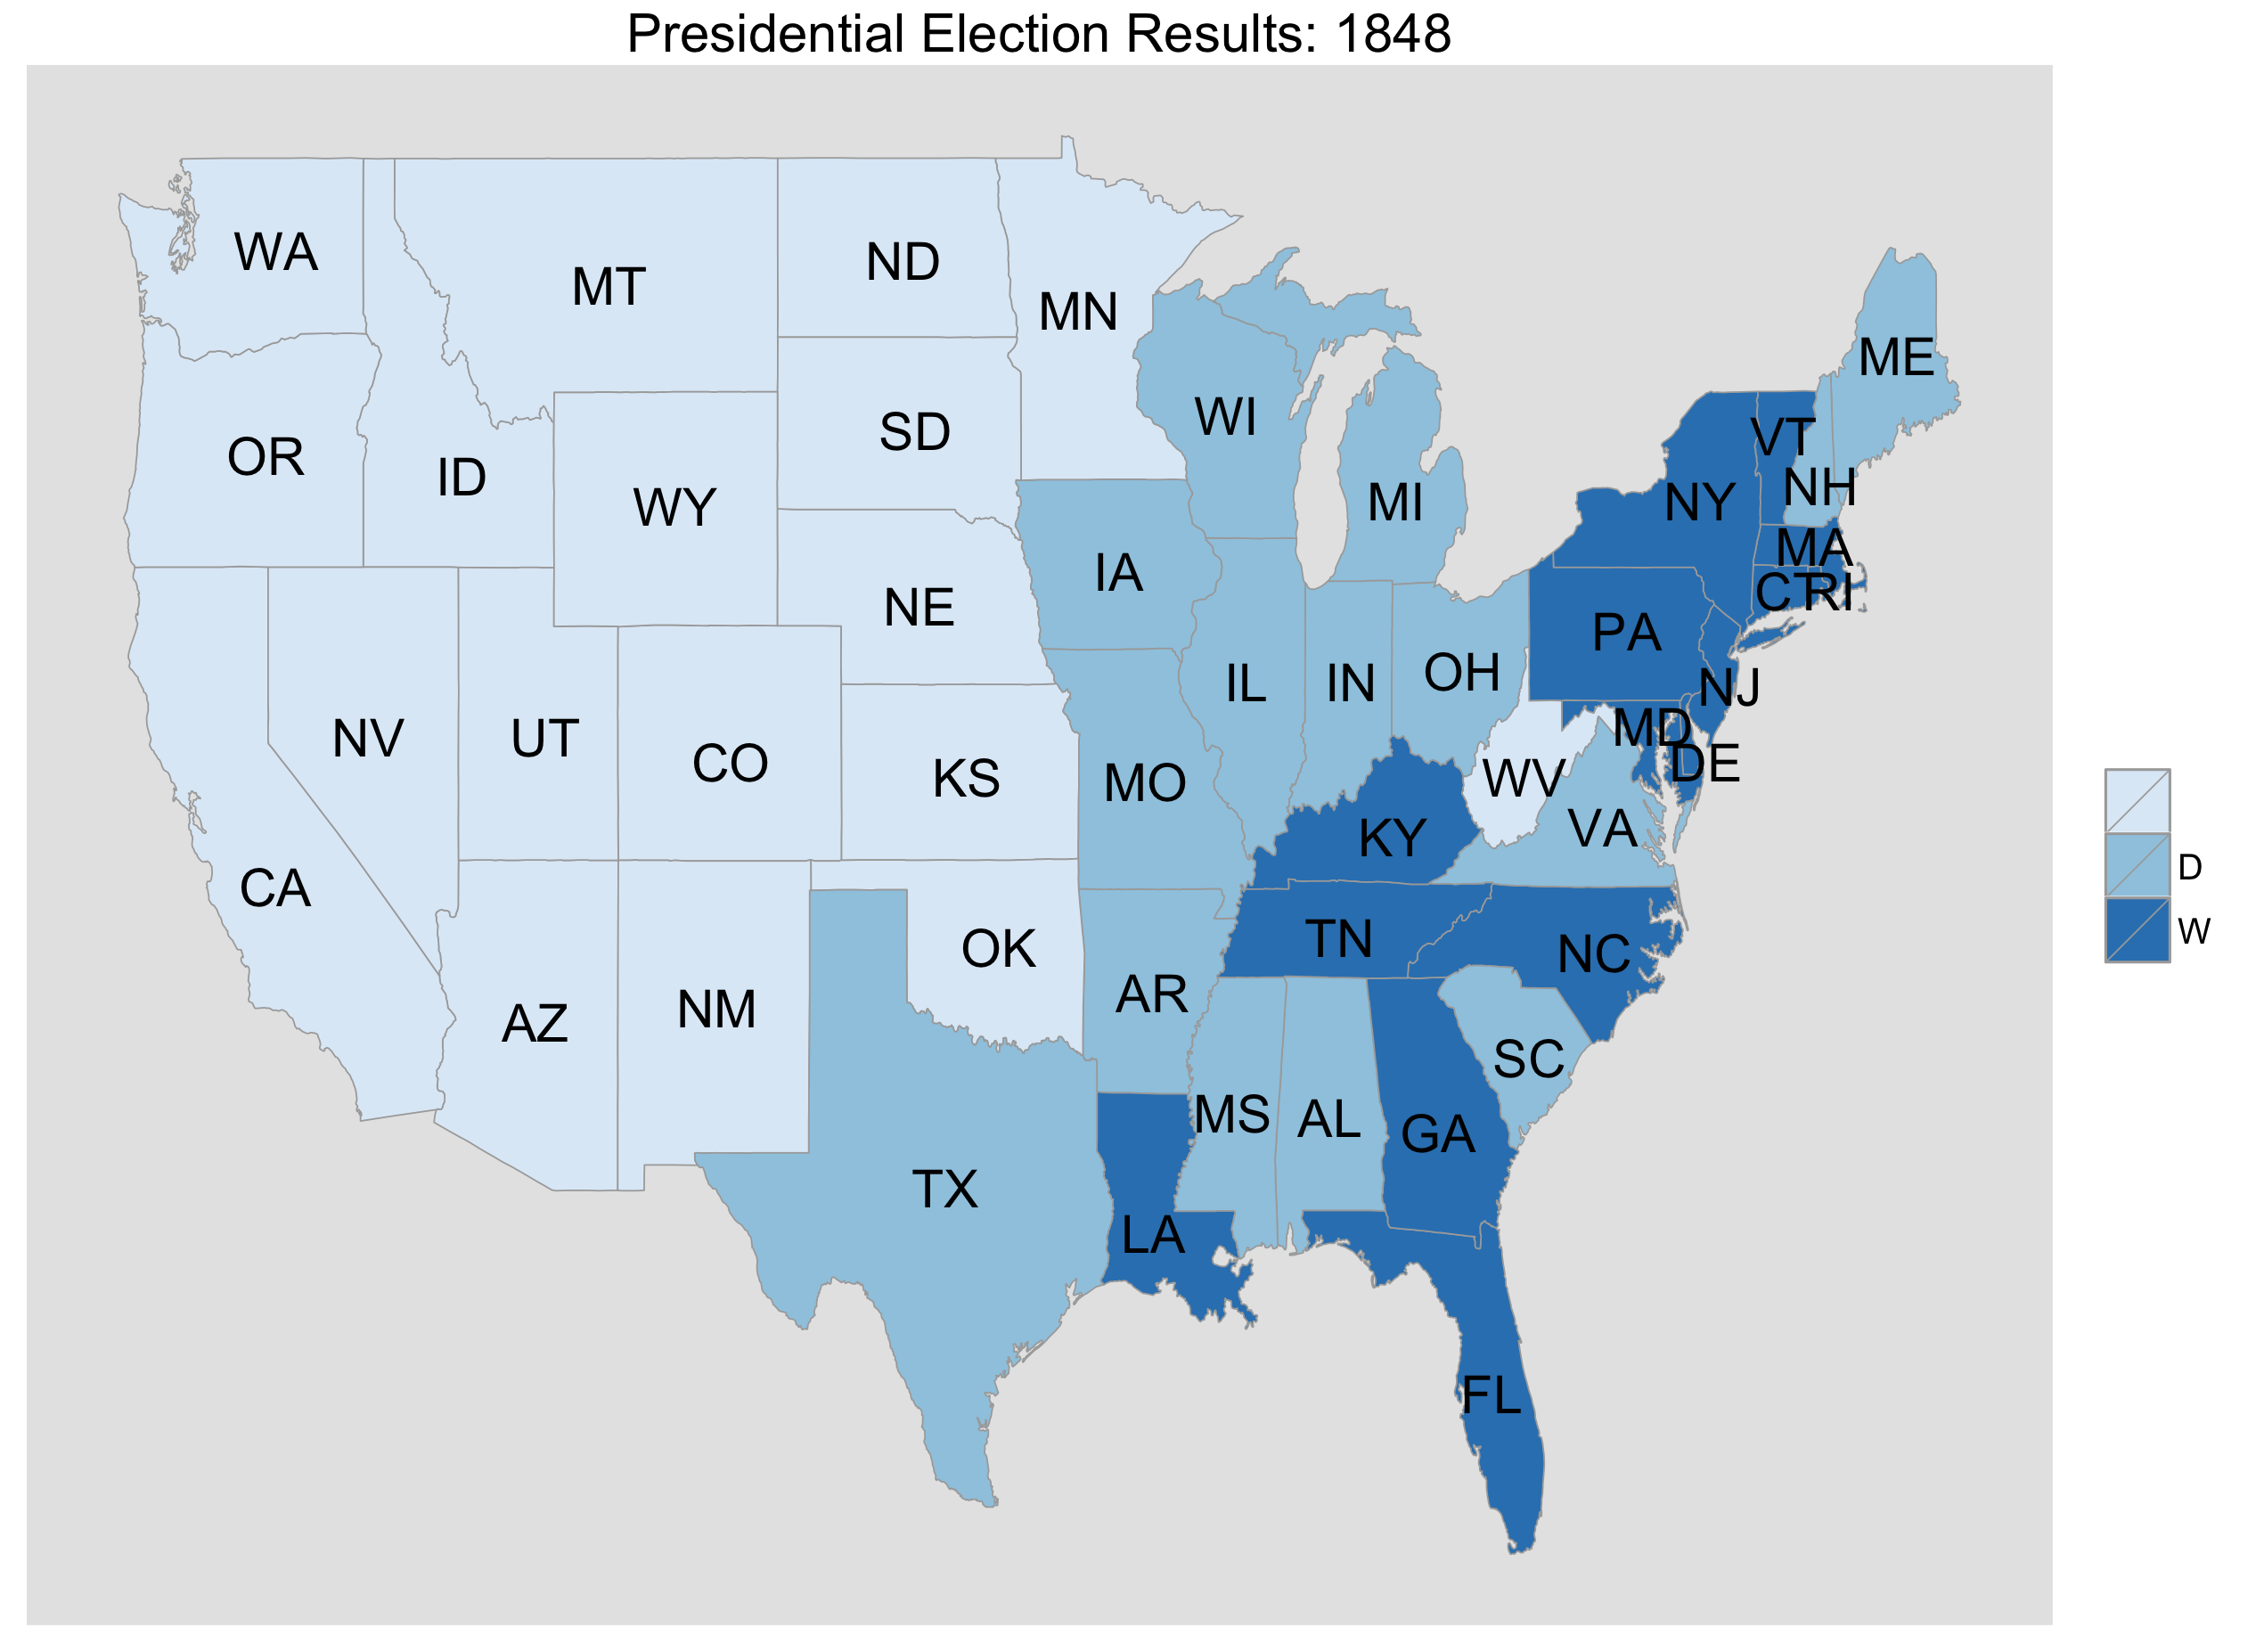 Presidential Election Results: 1848
WA
MT
ND
MN
ME
OR
ID
WY
SD
WI
MI
NY
VT
NH
MA
CT
RI
IA
NE
PA
NJ
IL
IN
OH
MD
DE
NV
UT
CO
KS
MO
WV
VA
KY
CA
OK
TN
NC
AZ
NM
AR
SC
MS
AL
GA
TX
LA
FL
D
W